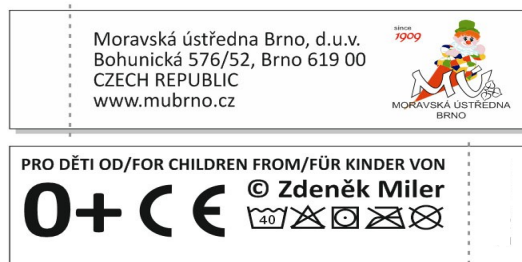 Moravská ústředna Brno, d.u.v.
Bohunická 576/52, Brno 619 00
CZECH REPUBLIC
www.mubrno.cz
since
1909
MU
MORAVSKÁ ÚSTŘEDNA
BRNO
PRO DĚTI OD/FOR CHILDREN FROM/FÜR KINDER VON
0+ CE
© Zdeněk Miler
40